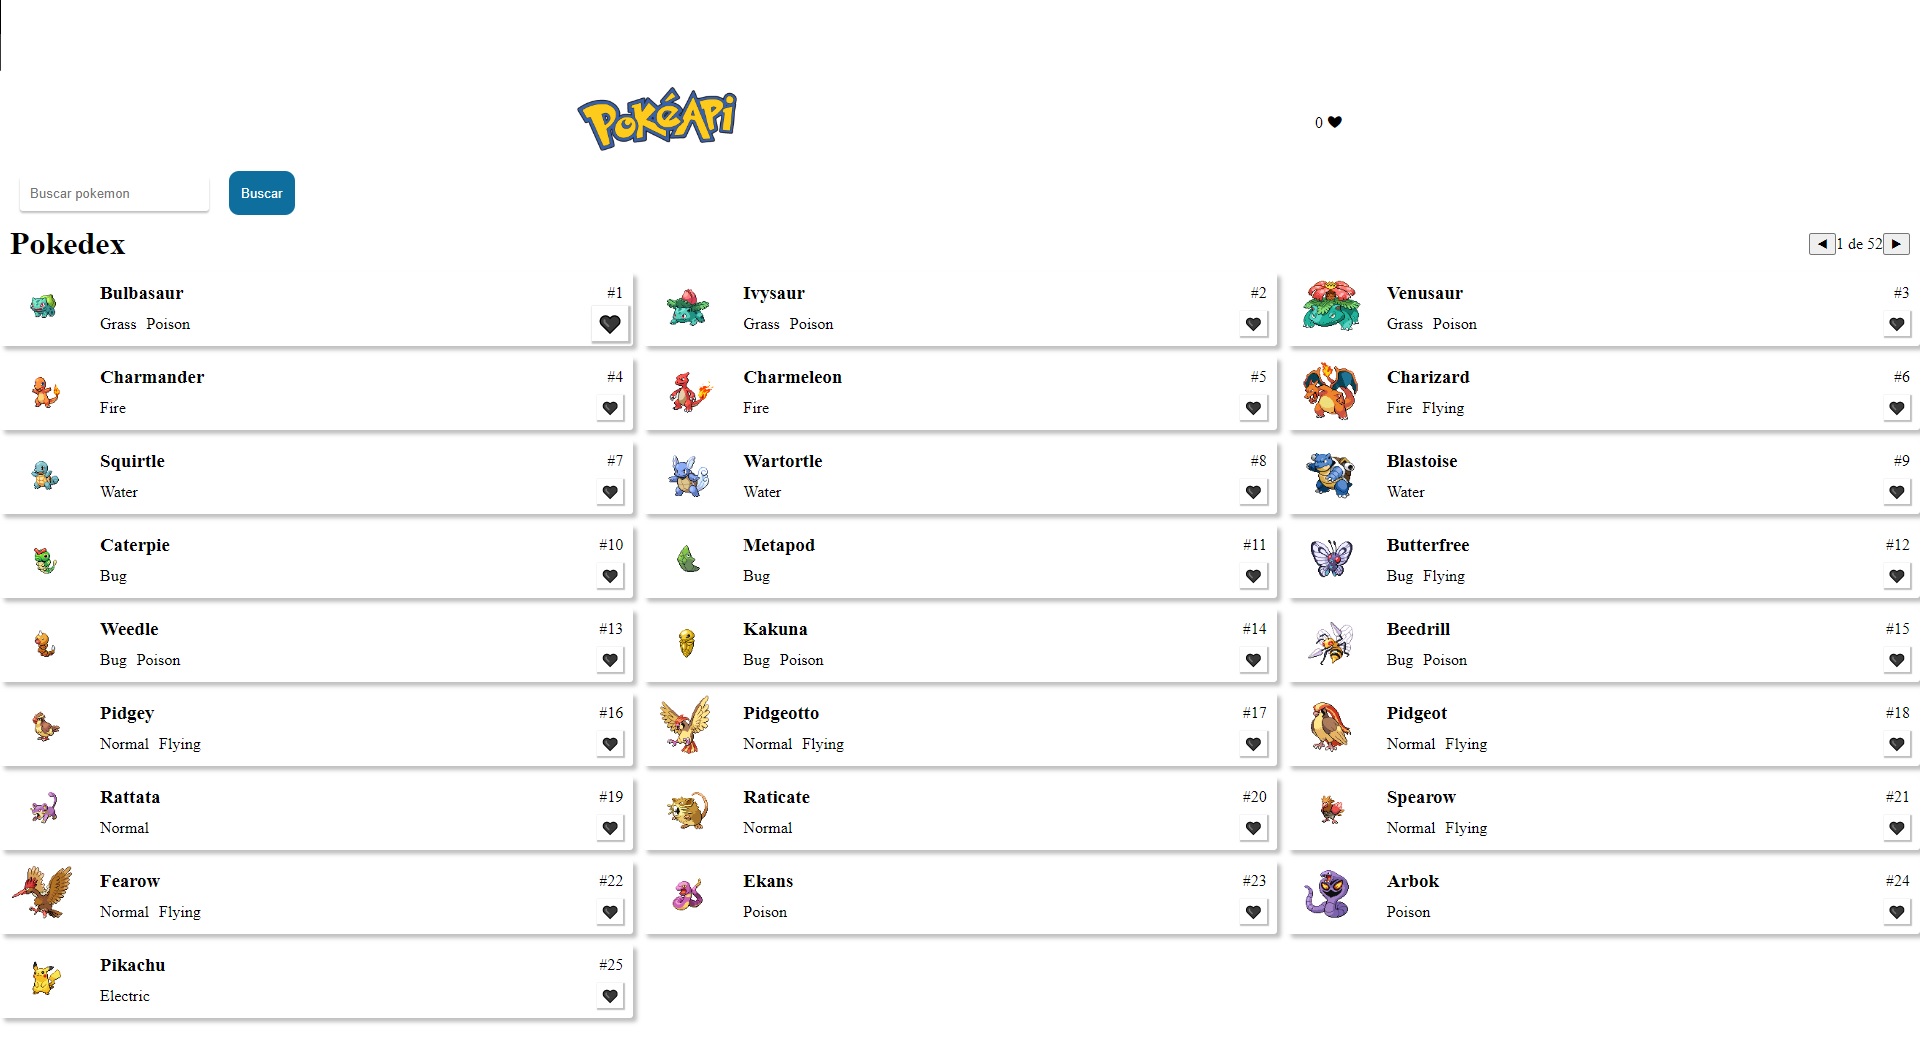 PokéAPi
0 🖤
Buscar pokemon Buscar
Pokedex ◀ 1 de 52 ▶
Bulbasaur #1
Grass Poison
Ivysaur #2
Grass Poison
Venusaur #3
Grass Poison
Charmander #4
Fire
Charmeleon #5
Fire
Charizard #6
Fire Flying
Squirtle #7
Water
Wartortle #8
Water
Blastoise #9
Water
Caterpie #10
Bug
Metapod #11
Bug
Butterfree #12
Bug Flying
Weedle #13
Bug Poison
Kakuna #14
Bug Poison
Beedrill #15
Bug Poison
Pidgey #16
Normal Flying
Pidgeotto #17
Normal Flying
Pidgeot #18
Normal Flying
Rattata #19
Normal
Raticate #20
Normal
Spearow #21
Normal Flying
Fearow #22
Normal Flying
Ekans #23
Poison
Arbok #24
Poison
Pikachu #25
Electric